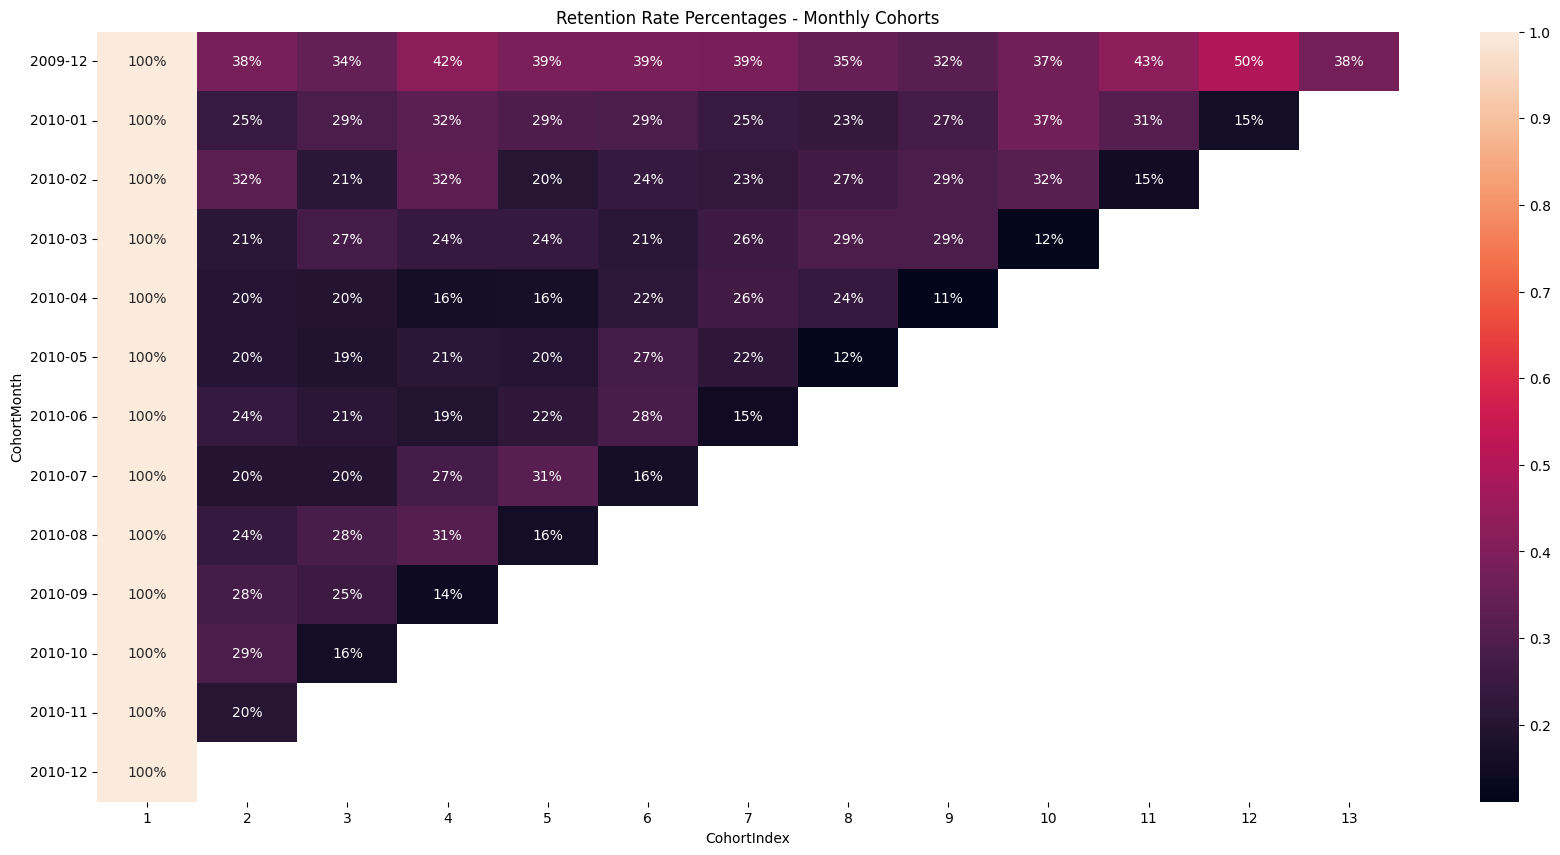 Retention Rate Percentages - Monthly Cohorts
CohortMonth
2009-12 100% 38% 34% 42% 39% 39% 39% 35% 32% 37% 43% 50% 38%
2010-01 100% 25% 29% 32% 29% 29% 25% 23% 27% 37% 31% 15%
2010-02 100% 32% 21% 32% 20% 24% 23% 27% 29% 32% 15%
2010-03 100% 21% 27% 24% 24% 21% 26% 29% 29% 12%
2010-04 100% 20% 20% 16% 16% 22% 26% 24% 11%
2010-05 100% 20% 19% 21% 20% 27% 22% 12%
2010-06 100% 24% 21% 19% 22% 28% 15%
2010-07 100% 20% 20% 27% 31% 16%
2010-08 100% 24% 28% 31% 16%
2010-09 100% 28% 25% 14%
2010-10 100% 29% 16%
2010-11 100% 20%
2010-12 100%
1 2 3 4 5 6 7 8 9 10 11 12 13
CohortIndex
1.0
0.9
0.8
0.7
0.6
0.5
0.4
0.3
0.2